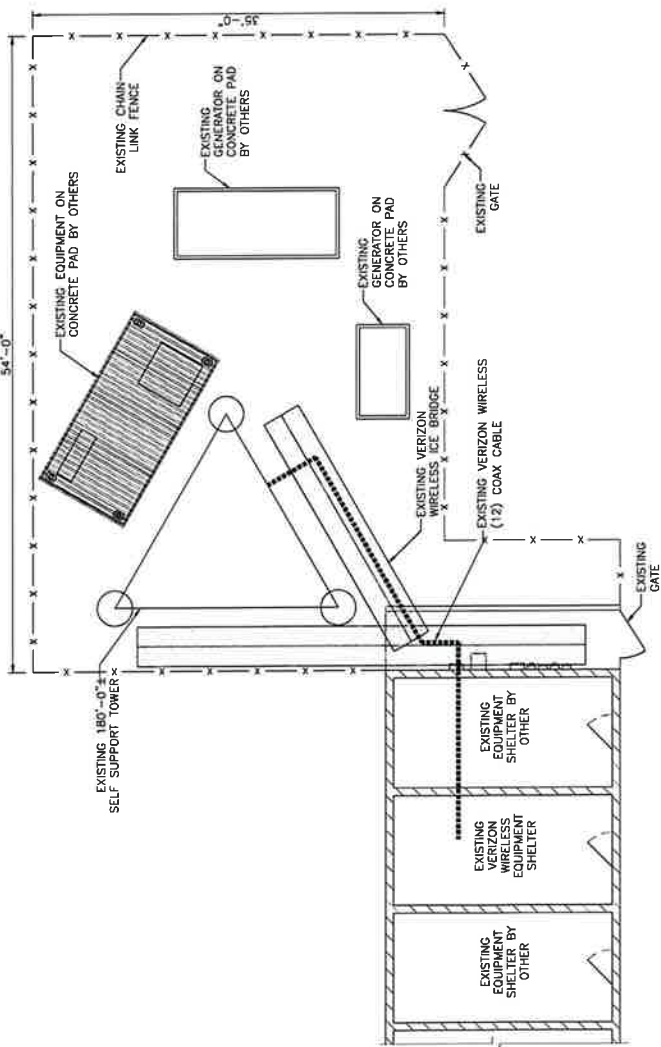 54'-0"
35'-0"
EXISTING CHAIN
LINK FENCE
EXISTING EQUIPMENT ON
CONCRETE PAD BY OTHERS
EXISTING
GENERATOR ON
CONCRETE PAD
BY OTHERS
EXISTING
GENERATOR ON
CONCRETE PAD
BY OTHERS
EXISTING
GATE
EXISTING VERIZON
WIRELESS ICE BRIDGE
EXISTING VERIZON WIRELESS
(12) COAX CABLE
EXISTING 180'-0"±
SELF SUPPORT TOWER
EXISTING
GATE
EXISTING
EQUIPMENT
SHELTER BY
OTHER
EXISTING
VERIZON
WIRELESS
EQUIPMENT
SHELTER
EXISTING
EQUIPMENT
SHELTER BY
OTHER